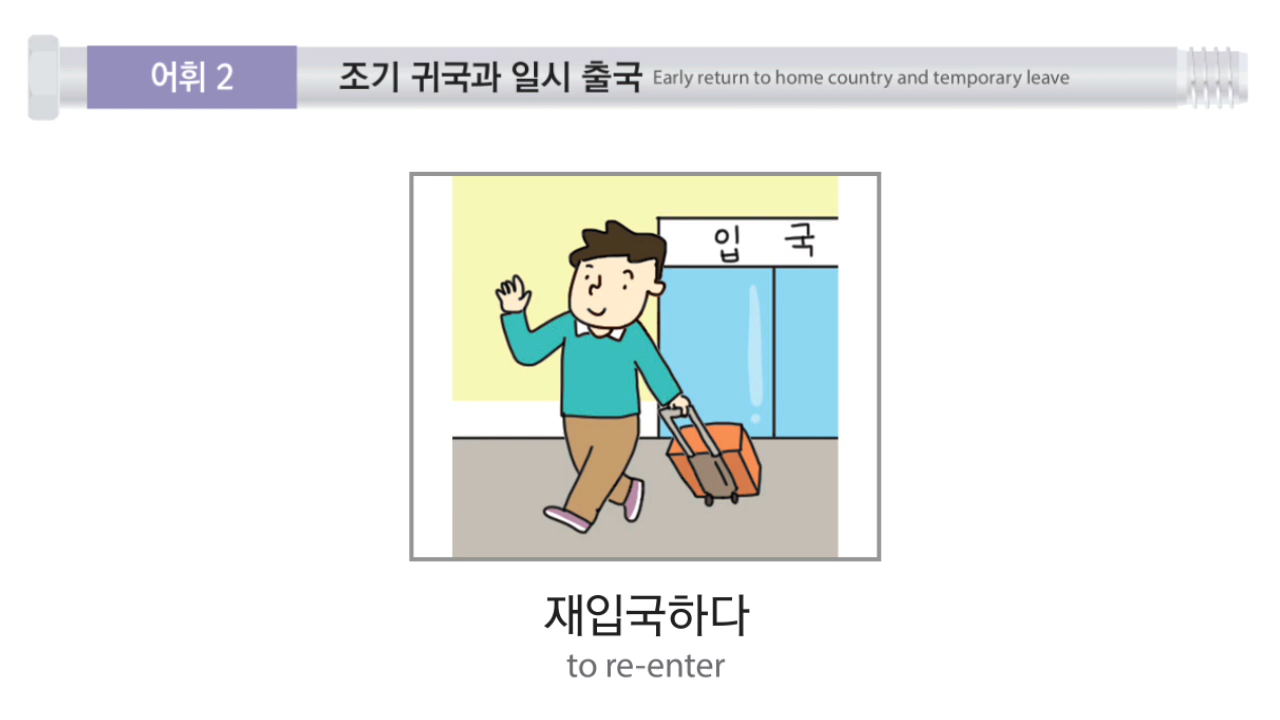 어휘 2
조기 귀국과 일시 출국 Early return to home country and temporary leave
입 국
재입국하다
to re-enter